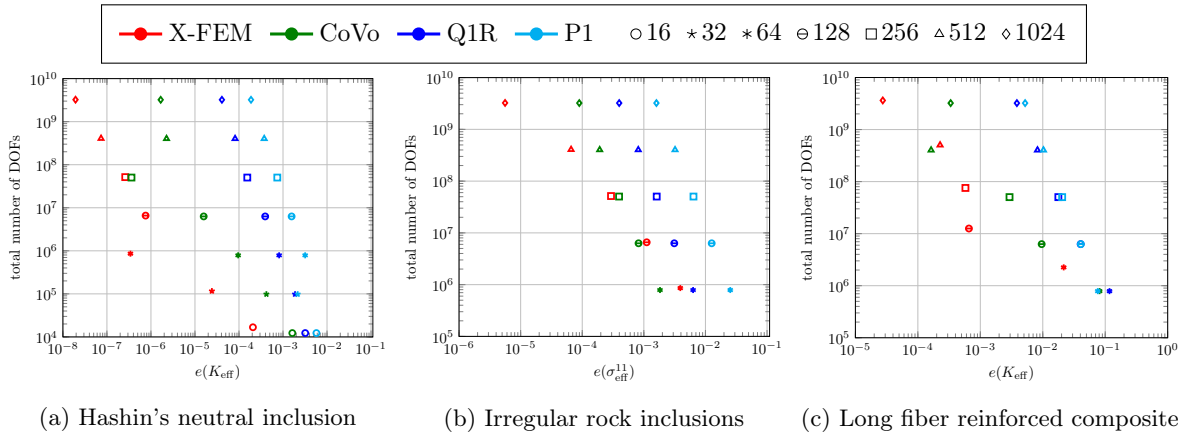 X-FEM CoVo Q1R P1 16 32 64 128 256 512 1024
total number of DOFs
10^10
10^9
10^8
10^7
10^6
10^5
10^4
10^−8 10^−7 10^−6 10^−5 10^−4 10^−3 10^−2 10^−1
e(K_eff)
(a) Hashin's neutral inclusion
total number of DOFs
10^10
10^9
10^8
10^7
10^6
10^5
10^−6 10^−5 10^−4 10^−3 10^−2 10^−1
e(σ_eff^11)
(b) Irregular rock inclusions
total number of DOFs
10^10
10^9
10^8
10^7
10^6
10^5
10^−5 10^−4 10^−3 10^−2 10^−1 10^0
e(K_eff)
(c) Long fiber reinforced composite